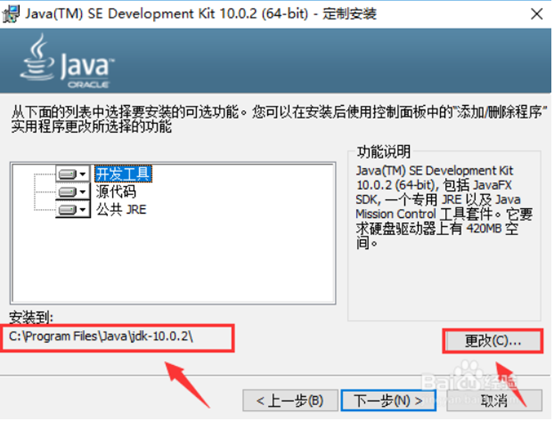 Java(TM) SE Development Kit 10.0.2 (64-bit) - 定制安装
Java
ORACLE
从下面的列表中选择要安装的可选功能。您可以在安装后使用控制面板中的“添加/删除程序”
实用程序更改所选择的功能
开发工具
源代码
公共 JRE
功能说明
Java(TM) SE Development Kit
10.0.2 (64-bit), 包括 JavaFX
SDK, 一个专用 JRE 以及 Java
Mission Control 工具套件。它要
求硬盘驱动器上有 420MB 空
间。
安装到:
C:\Program Files\Java\jdk-10.0.2\
更改(C)...
Baidu经验
<上一步(B)
下一步(N) >
取消